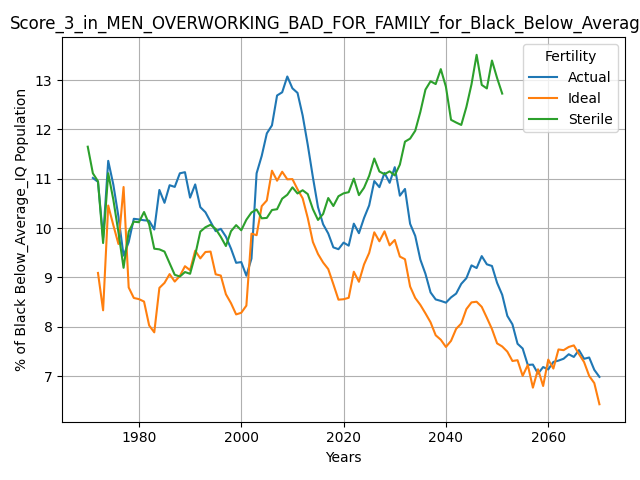 Score_3_in_MEN_OVERWORKING_BAD_FOR_FAMILY_for_Black_Below_Averag
Fertility
Actual
Ideal
Sterile
% of Black Below_Average_IQ Population
13
12
11
10
9
8
7
1980
2000
2020
2040
2060
Years